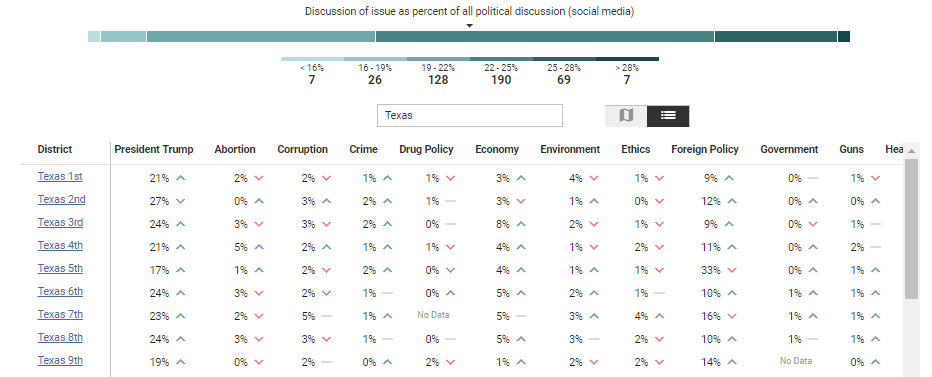 Discussion of issue as percent of all political discussion (social media)
< 16% 16 - 19% 19 - 22% 22 - 25% 25 - 28% > 28%
7 26 128 190 69 7
Texas
District President Trump Abortion Corruption Crime Drug Policy Economy Environment Ethics Foreign Policy Government Guns Hea
Texas 1st 21% 2% 2% 1% 1% 3% 4% 1% 9% 0% 1%
Texas 2nd 27% 0% 3% 2% 1% 3% 1% 0% 12% 0% 0%
Texas 3rd 24% 3% 3% 2% 0% 8% 2% 1% 9% 0% 1%
Texas 4th 21% 5% 2% 1% 1% 4% 1% 2% 11% 0% 2%
Texas 5th 17% 1% 2% 2% 0% 4% 1% 1% 33% 0% 1%
Texas 6th 24% 3% 2% 1% 0% 5% 2% 1% 10% 1% 1%
Texas 7th 23% 2% 5% 1% No Data 5% 3% 4% 16% 1% 1%
Texas 8th 24% 3% 3% 1% 0% 5% 3% 2% 10% 1% 1%
Texas 9th 19% 0% 2% 0% 2% 1% 2% 2% 14% No Data 0%